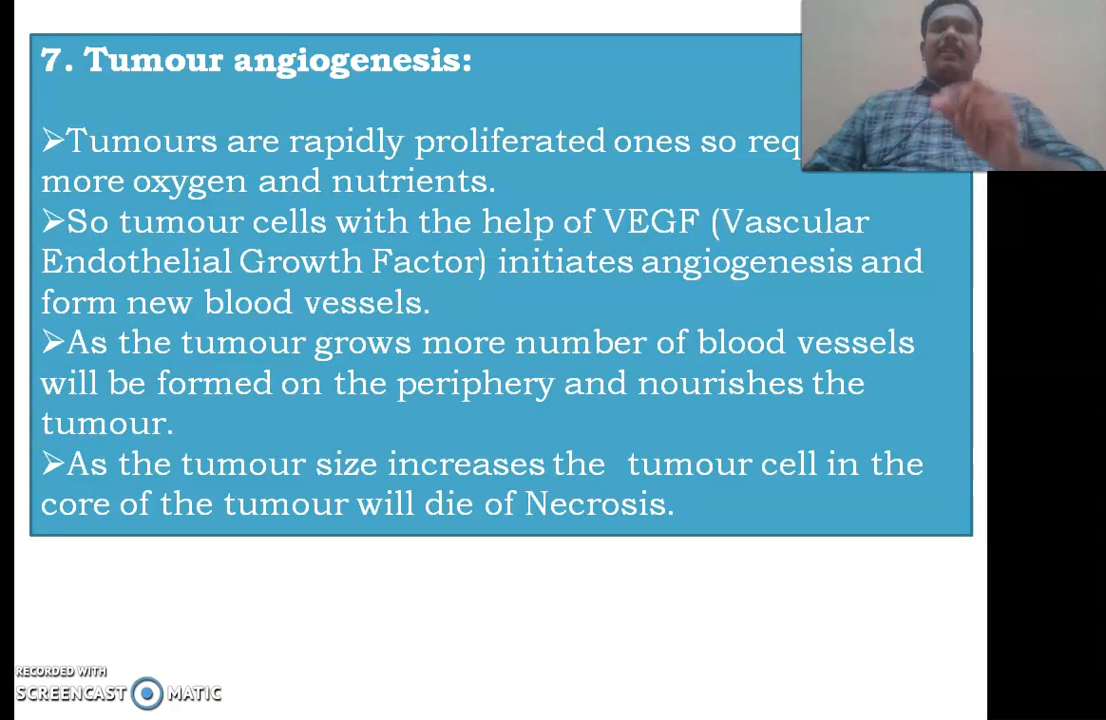 7. Tumour angiogenesis:
➢Tumours are rapidly proliferated ones so req
more oxygen and nutrients.
➢So tumour cells with the help of VEGF (Vascular
Endothelial Growth Factor) initiates angiogenesis and
form new blood vessels.
➢As the tumour grows more number of blood vessels
will be formed on the periphery and nourishes the
tumour.
➢As the tumour size increases the tumour cell in the
core of the tumour will die of Necrosis.
RECORDED WITH
SCREENCAST MATIC